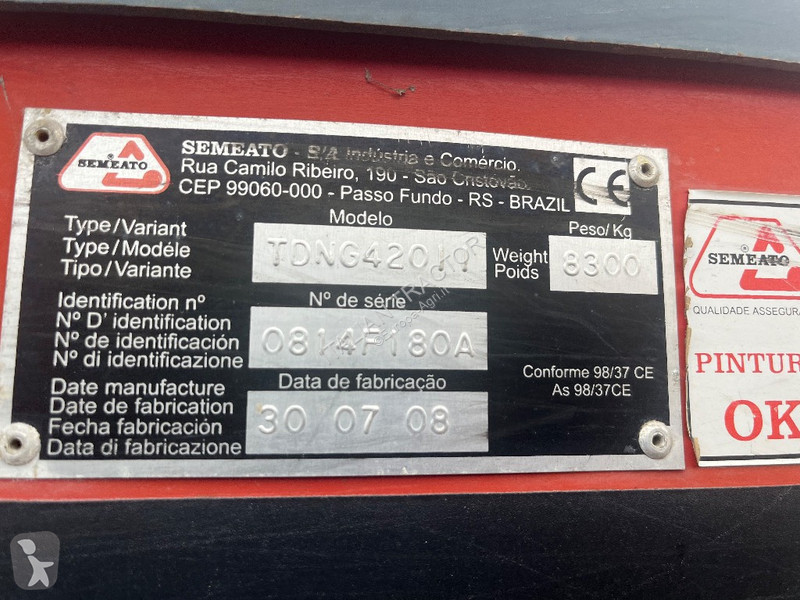 SEMEATO
SEMEATO - S/A Indústria e Comércio.
Rua Camilo Ribeiro, 190 - São Cristóvão.
CEP 99060-000 - Passo Fundo - RS - BRAZIL
CE
Modelo
Peso/Kg
Type/Variant
Type/Modéle
Tipo/Variante
TDNG420
Weight
Poids
8300
Identification nº
Nº D' identification
Nº de identificación
Nº di identificazione
Nº de série
0814F180A
Date manufacture
Date de fabrication
Fecha fabricación
Data di fabricazione
Data de fabricação
30 07 08
Conforme 98/37 CE
As 98/37CE
SEMEATO
QUALIDADE ASSEGURA
PINTUR
OK